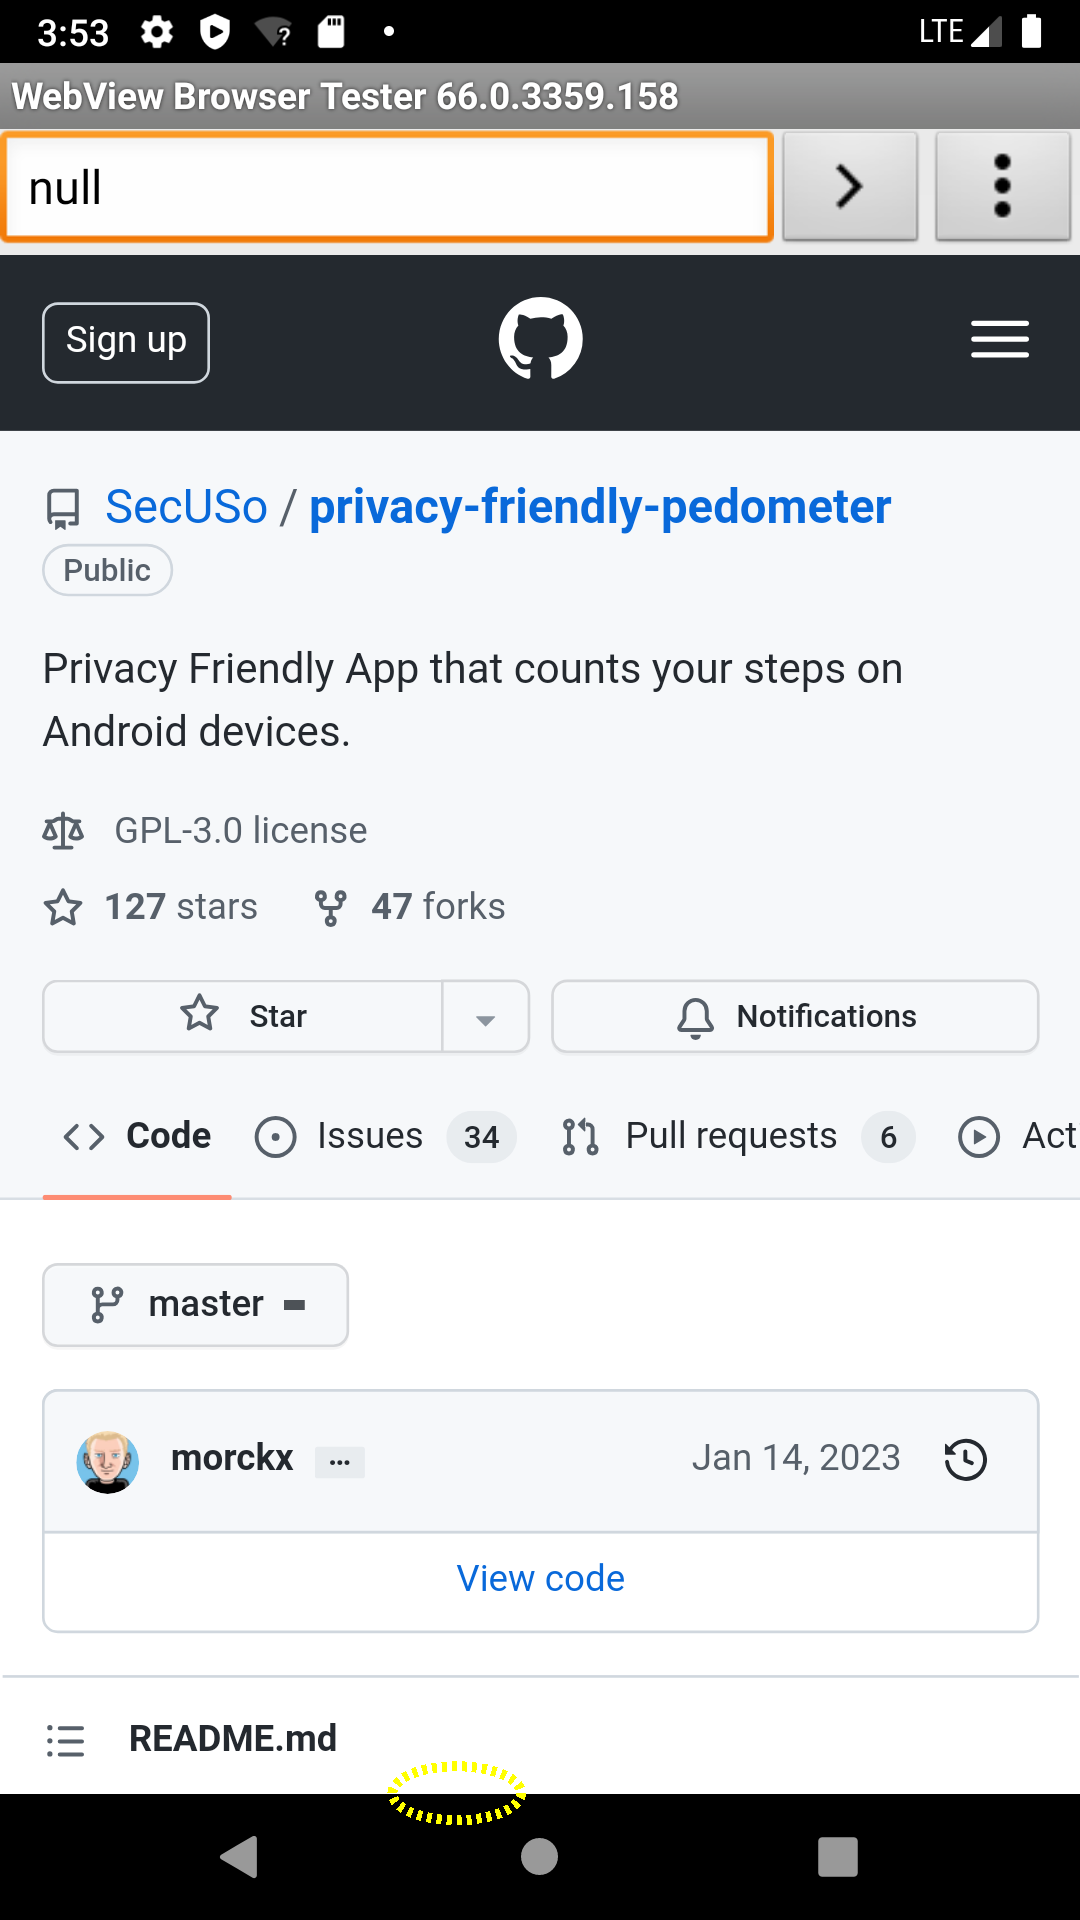 3:53 ? LTE
WebView Browser Tester 66.0.3359.158
null
Sign up
SecUSo / privacy-friendly-pedometer
Public
Privacy Friendly App that counts your steps on
Android devices.
GPL-3.0 license
127 stars 47 forks
Star Notifications
Code Issues 34 Pull requests 6 Act
master
morckx ... Jan 14, 2023
View code
README.md